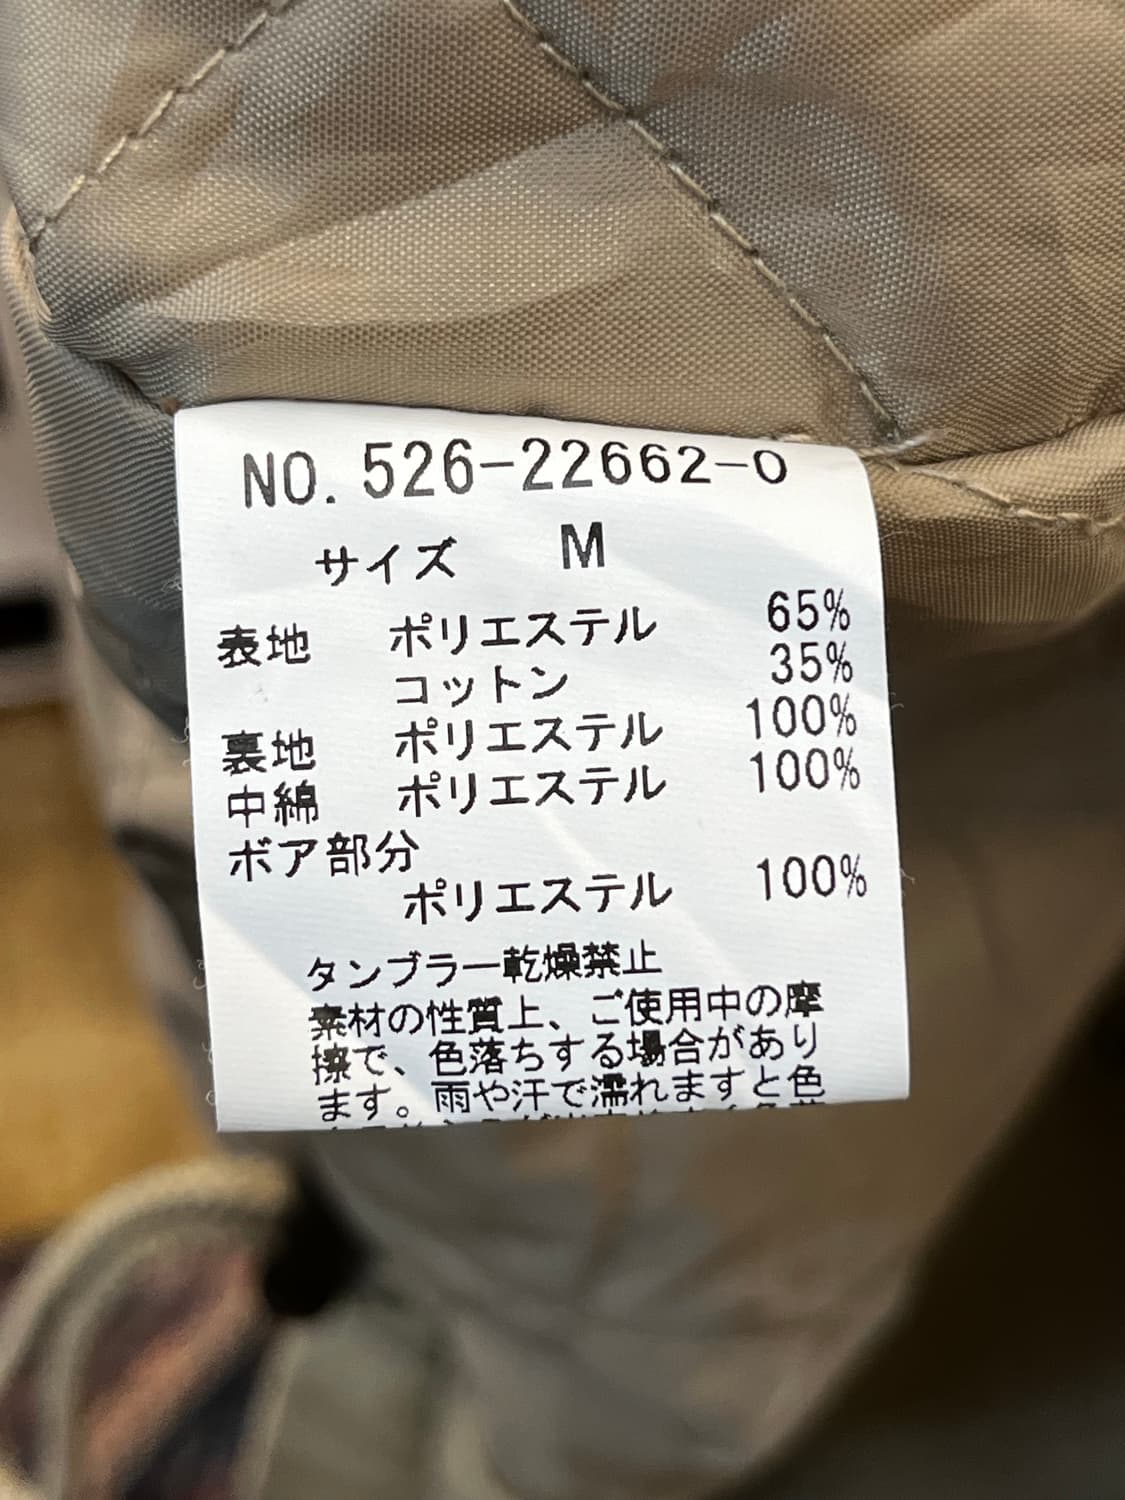 NO. 526-22662-0
サイズ M
表地 ポリエステル 65%
コットン 35%
裏地 ポリエステル 100%
中綿 ポリエステル 100%
ボア部分
ポリエステル 100%
タンブラー乾燥禁止
素材の性質上、ご使用中の摩
擦で、色落ちする場合があり
ます。雨や汗で濡れますと色